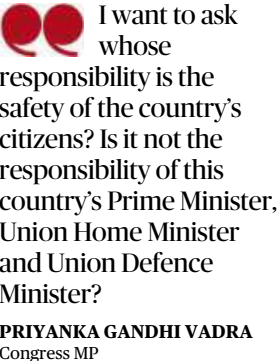 I want to ask
whose
responsibility is the
safety of the country's
citizens? Is it not the
responsibility of this
country's Prime Minister,
Union Home Minister
and Union Defence
Minister?
PRIYANKA GANDHI VADRA
Congress MP